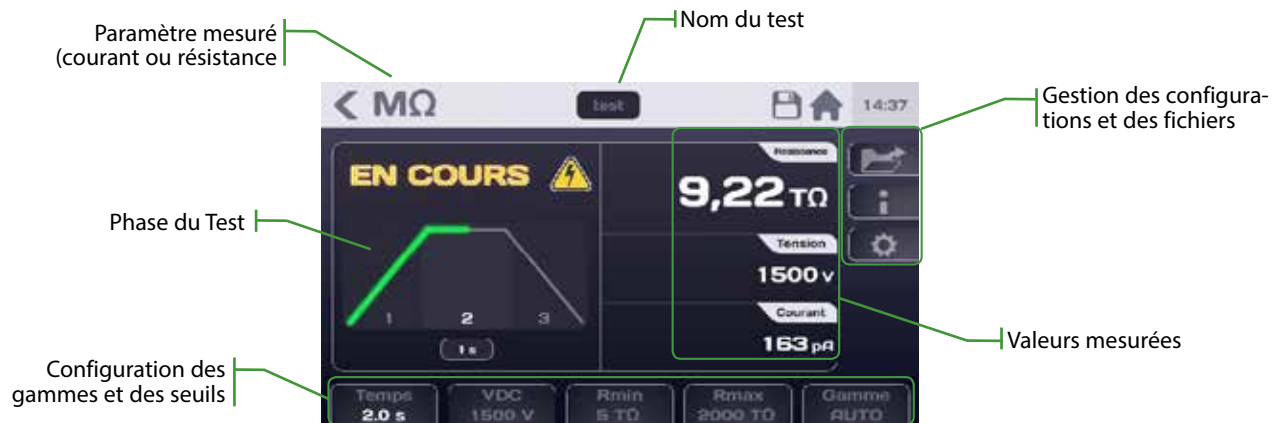 Paramètre mesuré
(courant ou résistance
Nom du test
MΩ
test
14:37
Gestion des configura-
tions et des fichiers
EN COURS
Résistance
9,22 TΩ
Phase du Test
Tension
1500 v
1
2
3
1 s
Courant
163 pA
Valeurs mesurées
Configuration des
gammes et des seuils
Temps
2.0 s
VDC
1500 V
Rmin
5 TΩ
Rmax
2000 TΩ
Gamme
AUTO